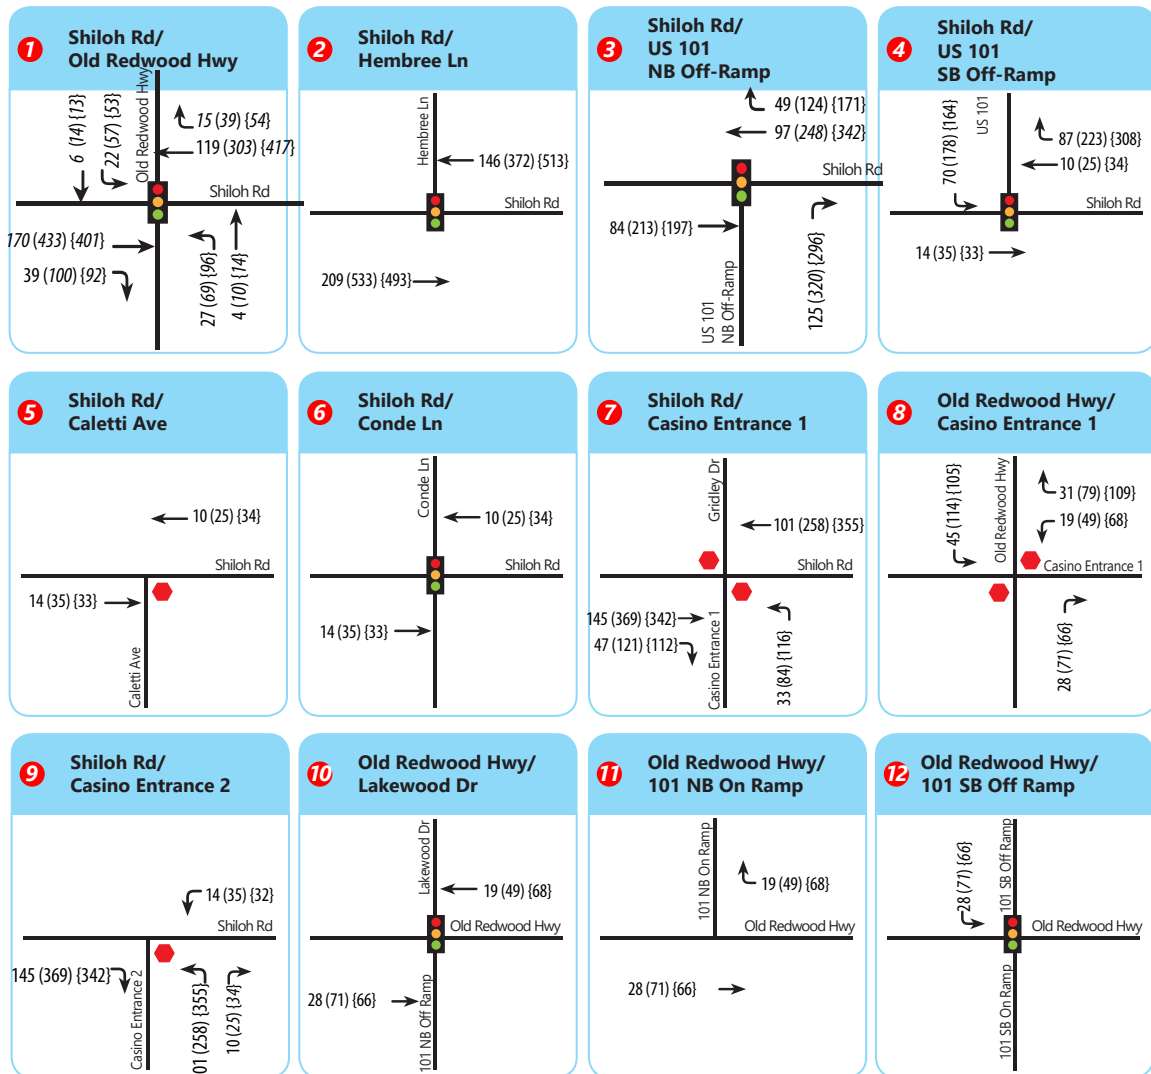 1
Shiloh Rd/
Old Redwood Hwy
6 (14) {13}
22 (57) {53}
Old Redwood Hwy
15 (39) {54}
119 (303) {417}
Shiloh Rd
170 (433) {401}
39 (100) {92}
27 (69) {96}
4 (10) {14}
2
Shiloh Rd/
Hembree Ln
Hembree Ln
146 (372) {513}
Shiloh Rd
209 (533) {493}
3
Shiloh Rd/
US 101
NB Off-Ramp
49 (124) {171}
97 (248) {342}
Shiloh Rd
84 (213) {197}
US 101
NB Off-Ramp
125 (320) {296}
4
Shiloh Rd/
US 101
SB Off-Ramp
70 (178) {164}
US 101
87 (223) {308}
10 (25) {34}
Shiloh Rd
14 (35) {33}
5
Shiloh Rd/
Caletti Ave
10 (25) {34}
Shiloh Rd
14 (35) {33}
Caletti Ave
6
Shiloh Rd/
Conde Ln
Conde Ln
10 (25) {34}
Shiloh Rd
14 (35) {33}
7
Shiloh Rd/
Casino Entrance 1
Gridley Dr
101 (258) {355}
Shiloh Rd
145 (369) {342}
47 (121) {112}
Casino Entrance 1
33 (84) {116}
8
Old Redwood Hwy/
Casino Entrance 1
45 (114) {105}
Old Redwood Hwy
31 (79) {109}
19 (49) {68}
Casino Entrance 1
28 (71) {66}
9
Shiloh Rd/
Casino Entrance 2
14 (35) {32}
Shiloh Rd
145 (369) {342}
Casino Entrance 2
01 (258) {355}
10 (25) {34}
10
Old Redwood Hwy/
Lakewood Dr
Lakewood Dr
19 (49) {68}
Old Redwood Hwy
28 (71) {66}
101 NB Off Ramp
11
Old Redwood Hwy/
101 NB On Ramp
101 NB On Ramp
19 (49) {68}
Old Redwood Hwy
28 (71) {66}
12
Old Redwood Hwy/
101 SB Off Ramp
28 (71) {66}
101 SB Off Ramp
Old Redwood Hwy
101 SB On Ramp